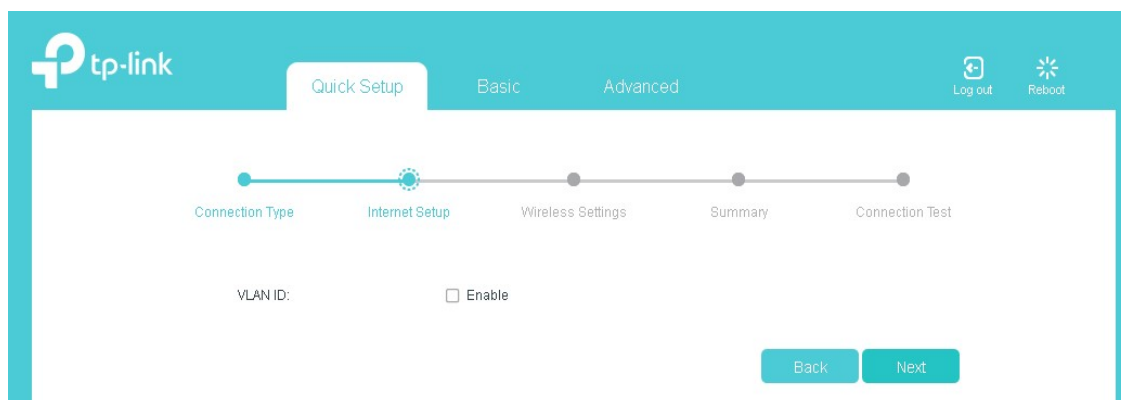 tp-link
Quick Setup Basic Advanced
Log out Reboot
Connection Type Internet Setup Wireless Settings Summary Connection Test
VLAN ID: Enable
Back Next